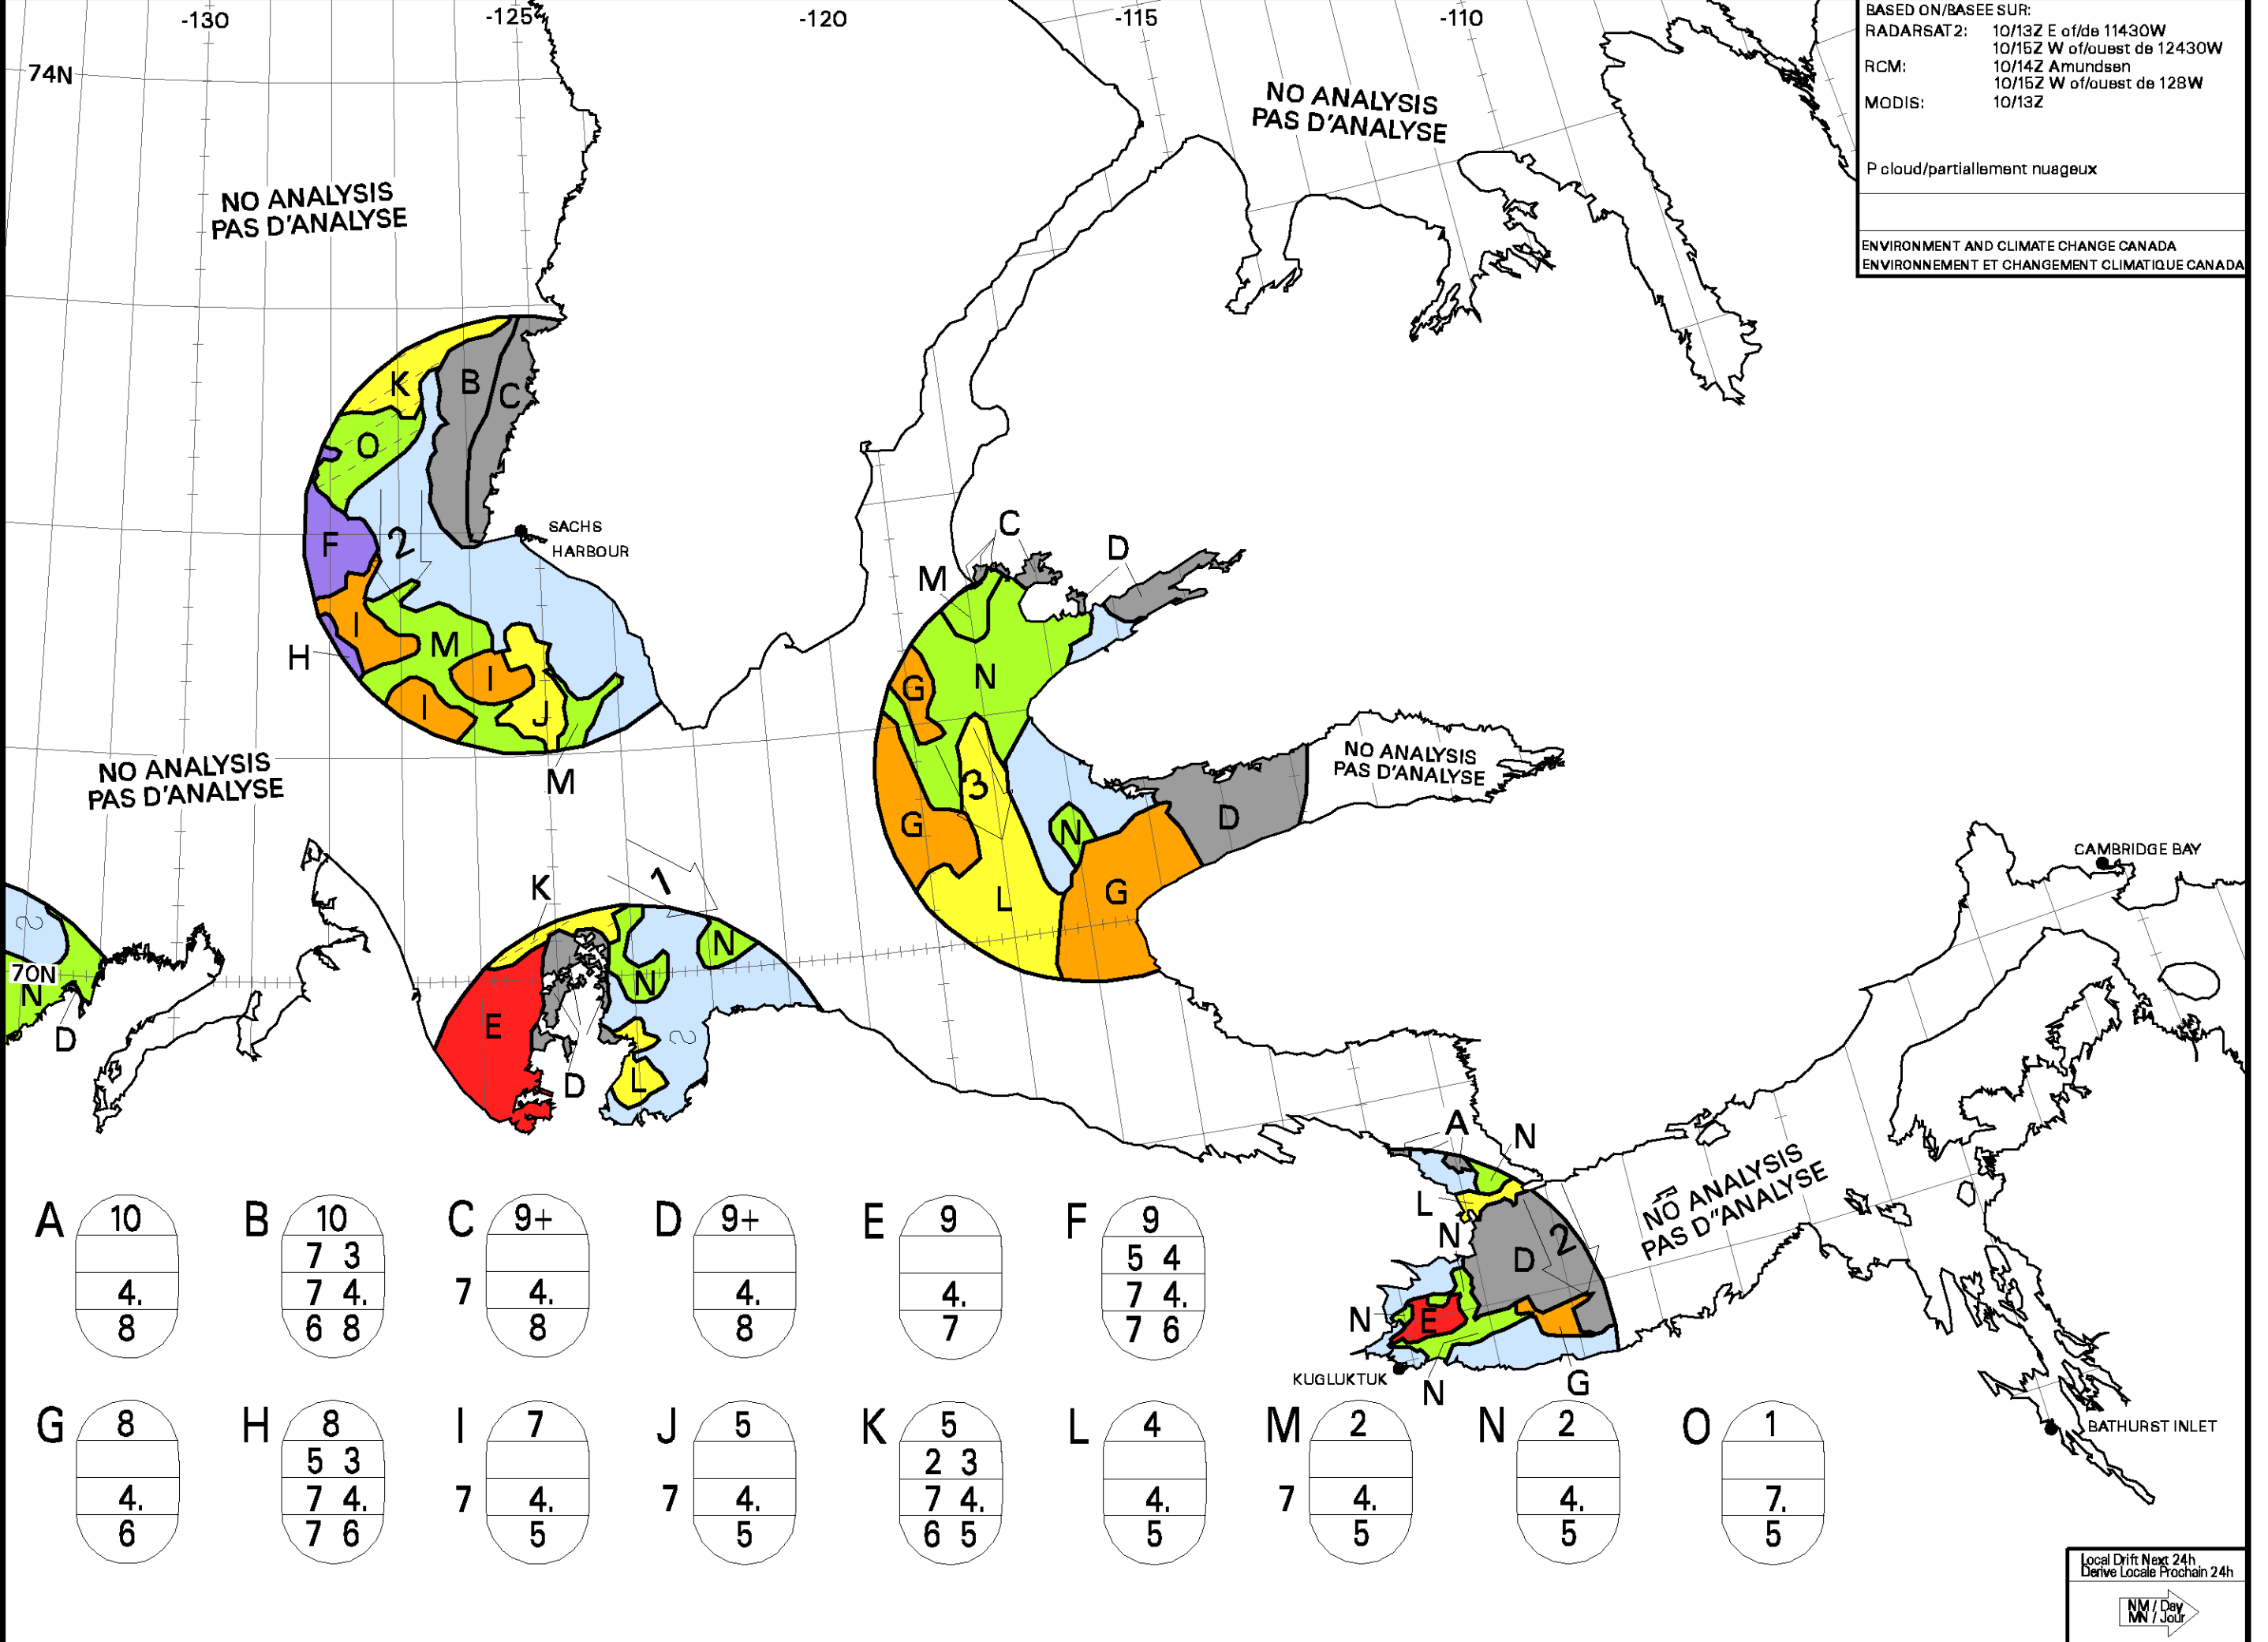 -130
-125
-120
-115
-110
BASED ON/BASEE SUR:
RADARSAT2: 10/13Z E of/de 11430W
10/15Z W of/ouest de 12430W
RCM: 10/14Z Amundsen
10/15Z W of/ouest de 128W
MODIS: 10/13Z
P cloud/partiallement nuageux
ENVIRONMENT AND CLIMATE CHANGE CANADA
ENVIRONNEMENT ET CHANGEMENT CLIMATIQUE CANADA
74N
NO ANALYSIS
PAS D'ANALYSE
NO ANALYSIS
PAS D'ANALYSE
K
B
C
O
F
2
SACHS
HARBOUR
I
M
H
I
I
J
M
C
D
M
N
G
3
G
N
L
G
D
NO ANALYSIS
PAS D'ANALYSE
NO ANALYSIS
PAS D'ANALYSE
CAMBRIDGE BAY
2
70N
N
D
K
1
N
N
E
2
D
L
A
N
L
N
D
2
N
E
KUGLUKTUK
N
G
NO ANALYSIS
PAS D"ANALYSE
BATHURST INLET
A
10
4.
8
B
10
7 3
7 4.
6 8
C
9+
7 4.
8
D
9+
4.
8
E
9
4.
7
F
9
5 4
7 4.
7 6
G
8
4.
6
H
8
5 3
7 4.
7 6
I
7
7 4.
5
J
5
7 4.
5
K
5
2 3
7 4.
6 5
L
4
4.
5
M
2
7 4.
5
N
2
4.
5
O
1
7.
5
Local Drift Next 24h
Derive Locale Prochain 24h
NM / Day
MN / Jour